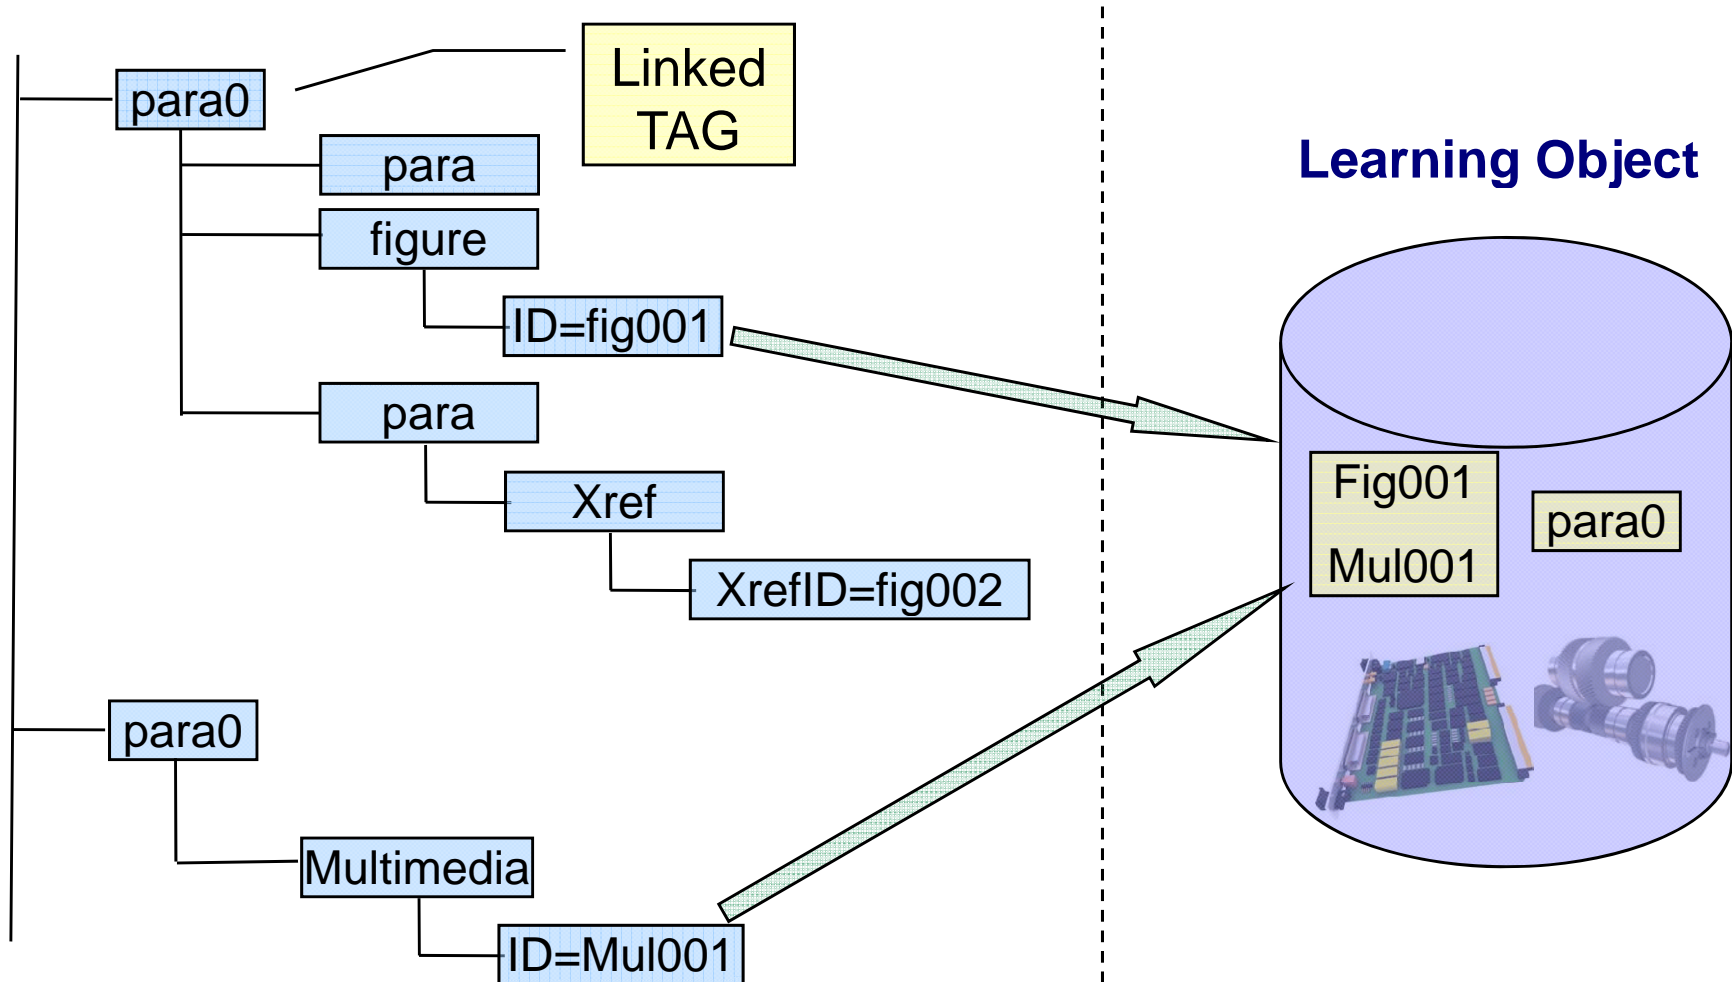 para0
Linked
TAG
para
figure
ID=fig001
para
Xref
XrefID=fig002
para0
Multimedia
ID=Mul001
Learning Object
Fig001
Mul001
para0